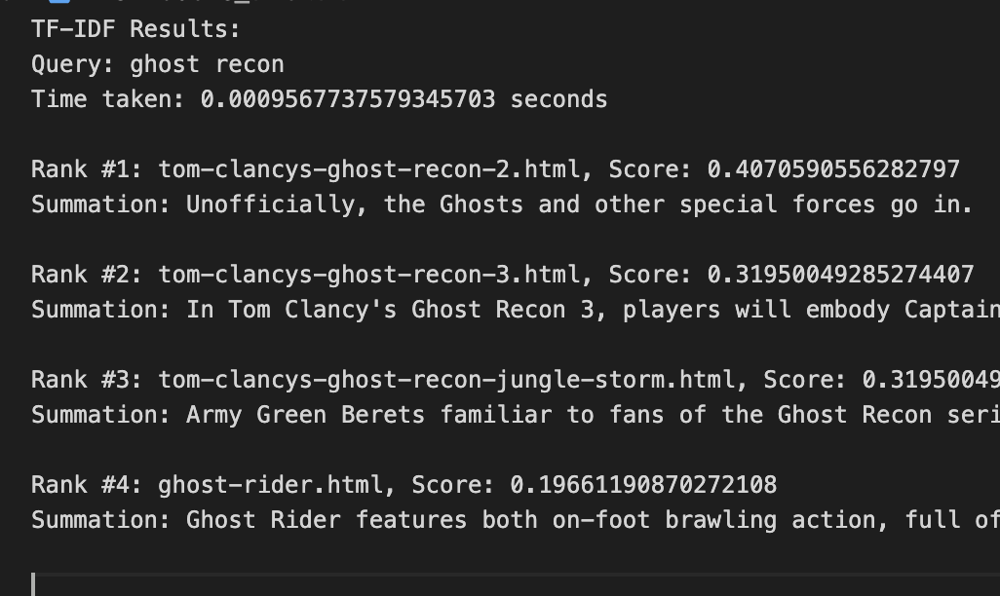 TF-IDF Results:
Query: ghost recon
Time taken: 0.0009567737579345703 seconds
Rank #1: tom-clancys-ghost-recon-2.html, Score: 0.4070590556282797
Summation: Unofficially, the Ghosts and other special forces go in.
Rank #2: tom-clancys-ghost-recon-3.html, Score: 0.31950049285274407
Summation: In Tom Clancy's Ghost Recon 3, players will embody Captain
Rank #3: tom-clancys-ghost-recon-jungle-storm.html, Score: 0.31950049
Summation: Army Green Berets familiar to fans of the Ghost Recon seri
Rank #4: ghost-rider.html, Score: 0.19661190870272108
Summation: Ghost Rider features both on-foot brawling action, full of